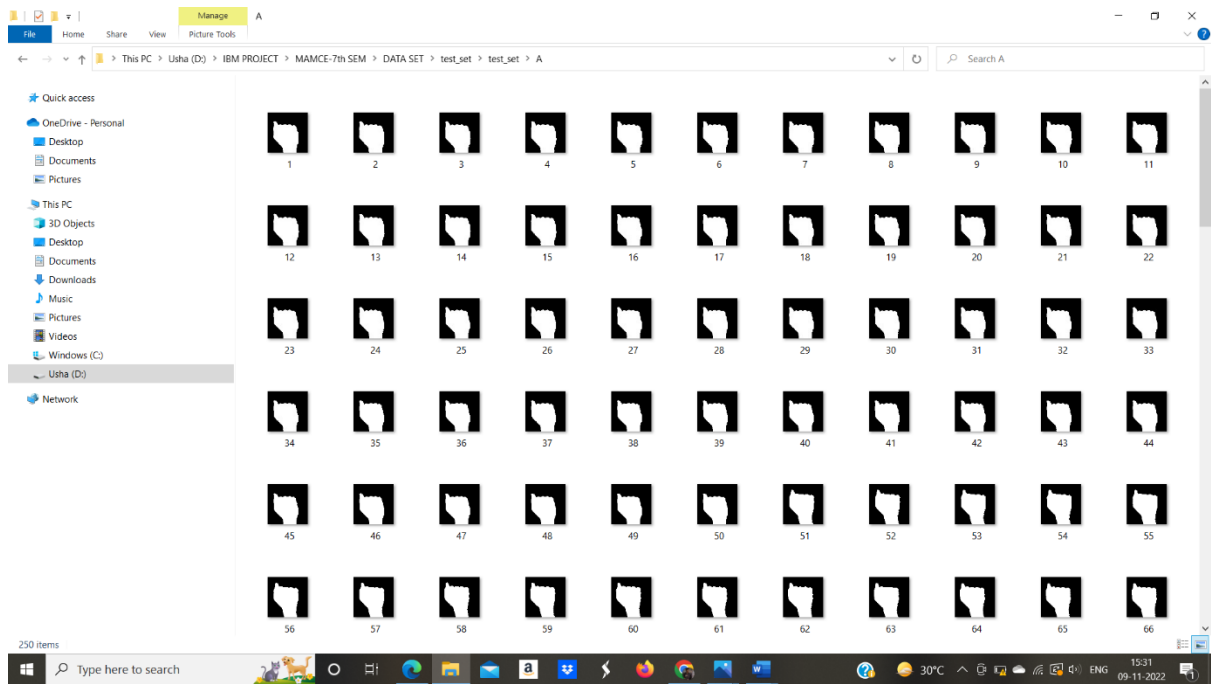 Manage
A
File
Home
Share
View
Picture Tools
This PC > Usha (D:) > IBM PROJECT > MAMCE-7th SEM > DATA SET > test_set > test_set > A
Search A
Quick access
OneDrive - Personal
Desktop
Documents
Pictures
This PC
3D Objects
Desktop
Documents
Downloads
Music
Pictures
Videos
Windows (C:)
Usha (D:)
Network
1 2 3 4 5 6 7 8 9 10 11
12 13 14 15 16 17 18 19 20 21 22
23 24 25 26 27 28 29 30 31 32 33
34 35 36 37 38 39 40 41 42 43 44
45 46 47 48 49 50 51 52 53 54 55
56 57 58 59 60 61 62 63 64 65 66
250 items
Type here to search
30°C
ENG
15:31
09-11-2022